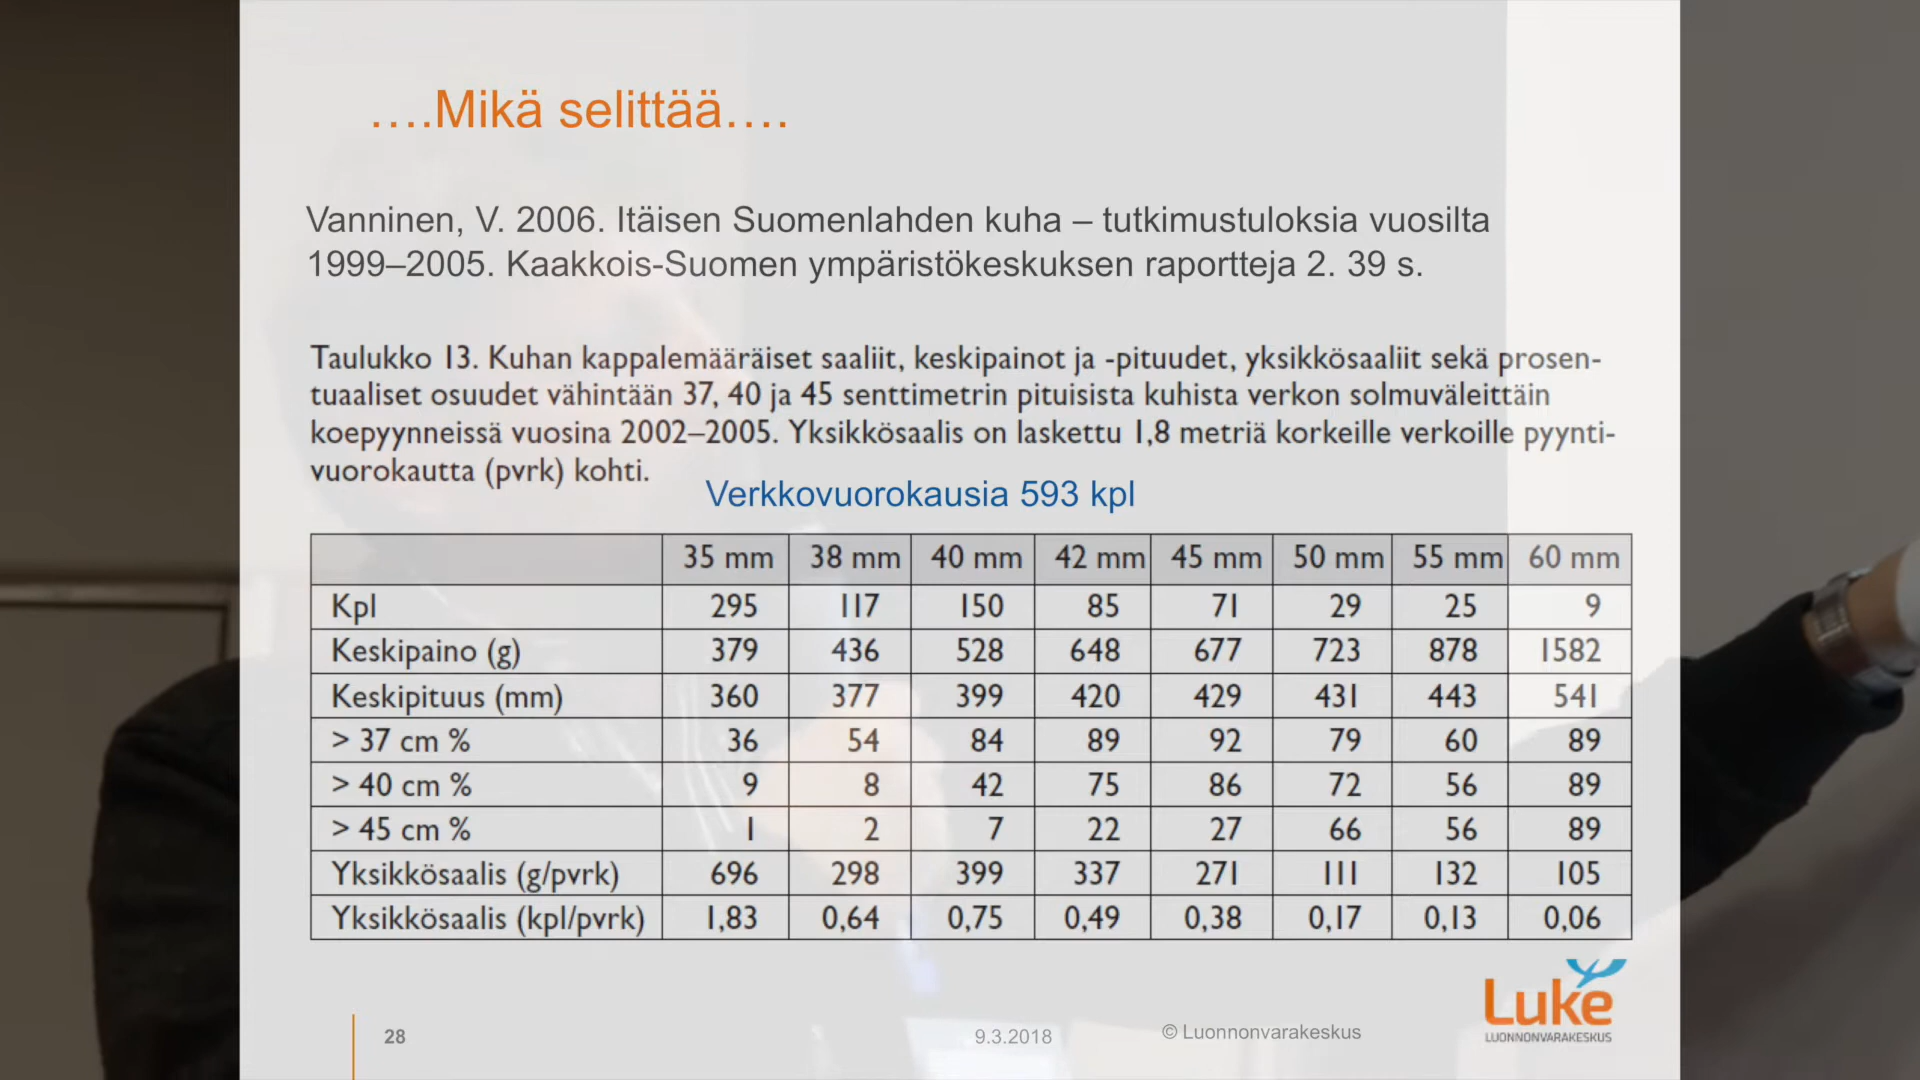 ….Mikä selittää….
Vanninen, V. 2006. Itäisen Suomenlahden kuha – tutkimustuloksia vuosilta
1999–2005. Kaakkois-Suomen ympäristökeskuksen raportteja 2. 39 s.
Taulukko 13. Kuhan kappalemääräiset saaliit, keskipainot ja -pituudet, yksikkösaaliit sekä prosen-
tuaaliset osuudet vähintään 37, 40 ja 45 senttimetrin pituisista kuhista verkon solmuväleittäin
koepyynneissä vuosina 2002–2005. Yksikkösaalis on laskettu 1,8 metriä korkeille verkoille pyynti-
vuorokautta (pvrk) kohti.
Verkkovuorokausia 593 kpl
35 mm 38 mm 40 mm 42 mm 45 mm 50 mm 55 mm 60 mm
Kpl 295 117 150 85 71 29 25 9
Keskipaino (g) 379 436 528 648 677 723 878 1582
Keskipituus (mm) 360 377 399 420 429 431 443 541
> 37 cm % 36 54 84 89 92 79 60 89
> 40 cm % 9 8 42 75 86 72 56 89
> 45 cm % 1 2 7 22 27 66 56 89
Yksikkösaalis (g/pvrk) 696 298 399 337 271 111 132 105
Yksikkösaalis (kpl/pvrk) 1,83 0,64 0,75 0,49 0,38 0,17 0,13 0,06
Luke
LUONNONVARAKESKUS
28 9.3.2018 © Luonnonvarakeskus